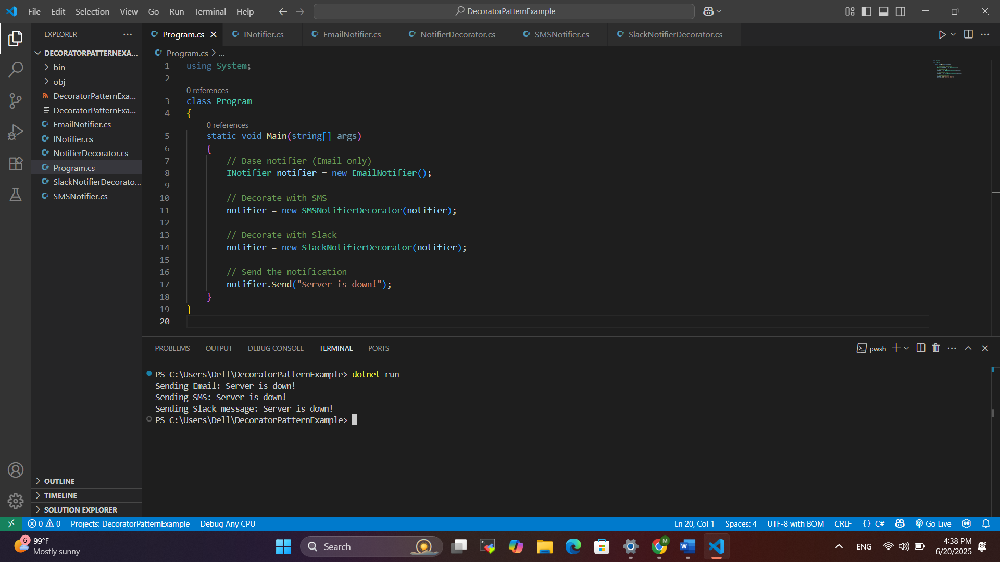 File Edit Selection View Go Run Terminal Help
DecoratorPatternExample
EXPLORER
DECORATORPATTERNEXA...
bin
obj
DecoratorPatternExa...
DecoratorPatternExa...
EmailNotifier.cs
INotifier.cs
NotifierDecorator.cs
Program.cs
SlackNotifierDecorato...
SMSNotifier.cs
OUTLINE
TIMELINE
SOLUTION EXPLORER
Program.cs INotifier.cs EmailNotifier.cs NotifierDecorator.cs SMSNotifier.cs SlackNotifierDecorator.cs
Program.cs > ...
1 using System;
2
0 references
3 class Program
4 {
0 references
5 static void Main(string[] args)
6 {
7 // Base notifier (Email only)
8 INotifier notifier = new EmailNotifier();
9
10 // Decorate with SMS
11 notifier = new SMSNotifierDecorator(notifier);
12
13 // Decorate with Slack
14 notifier = new SlackNotifierDecorator(notifier);
15
16 // Send the notification
17 notifier.Send("Server is down!");
18 }
19 }
20
PROBLEMS OUTPUT DEBUG CONSOLE TERMINAL PORTS
pwsh
PS C:\Users\Dell\DecoratorPatternExample> dotnet run
Sending Email: Server is down!
Sending SMS: Server is down!
Sending Slack message: Server is down!
PS C:\Users\Dell\DecoratorPatternExample>
0 0 Projects: DecoratorPatternExample Debug Any CPU
Ln 20, Col 1 Spaces: 4 UTF-8 with BOM CRLF {} C# Go Live
6
99°F
Mostly sunny
Search
M
W
ENG
4:38 PM
6/20/2025